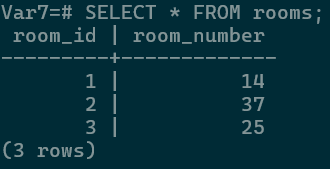 Var7=# SELECT * FROM rooms;
 room_id | room_number
---------+-------------
       1 |          14
       2 |          37
       3 |          25
(3 rows)